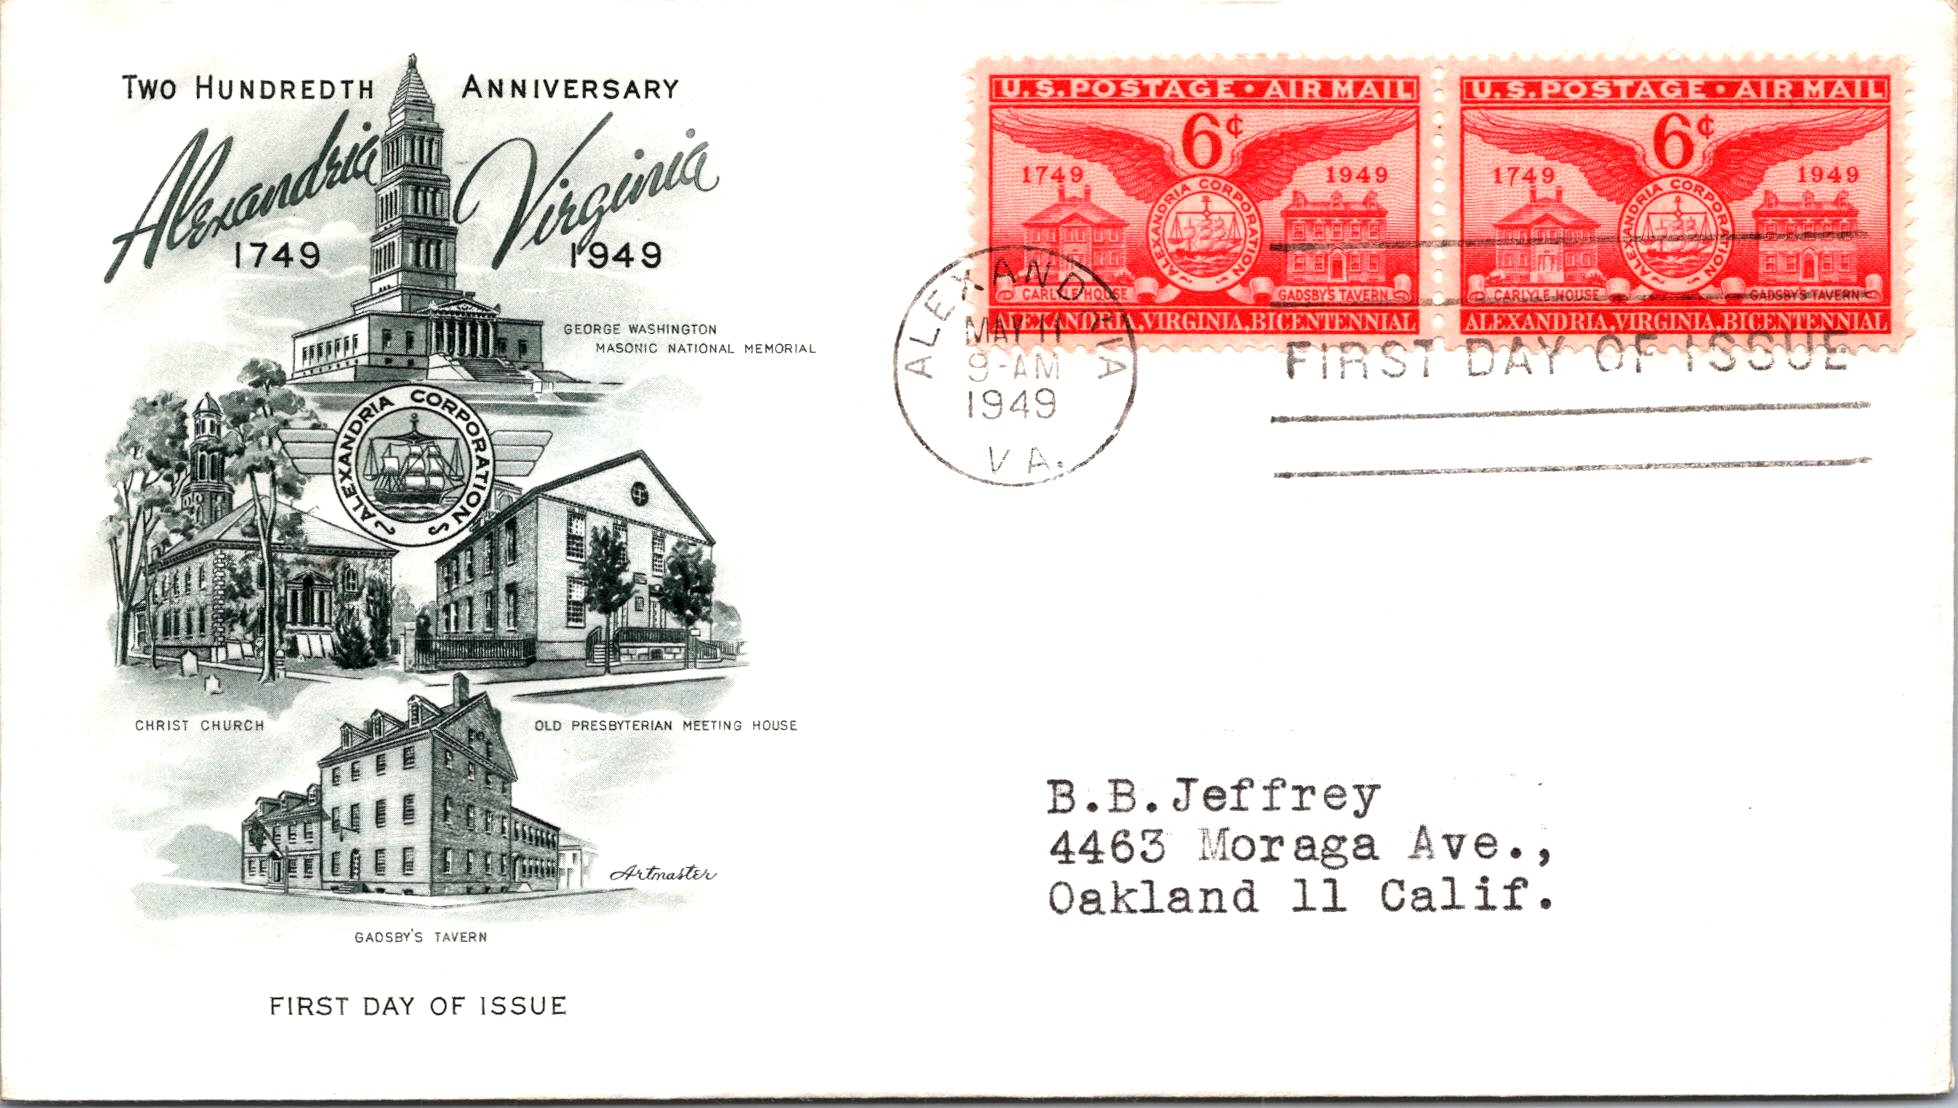 TWO HUNDREDTH ANNIVERSARY
Alexandria Virginia
1749 1949
GEORGE WASHINGTON
MASONIC NATIONAL MEMORIAL
ALEXANDRIA CORPORATION
CHRIST CHURCH
OLD PRESBYTERIAN MEETING HOUSE
Artmaster
GADSBY'S TAVERN
FIRST DAY OF ISSUE
U.S. POSTAGE • AIR MAIL
6¢
1749 1949
ALEXANDRIA CORPORATION
CARLYLE HOUSE GADSBY'S TAVERN
ALEXANDRIA, VIRGINIA, BICENTENNIAL
U.S. POSTAGE • AIR MAIL
6¢
1749 1949
ALEXANDRIA CORPORATION
CARLYLE HOUSE GADSBY'S TAVERN
ALEXANDRIA, VIRGINIA, BICENTENNIAL
ALEXANDRIA
MAY 11
9-AM
1949
VA.
FIRST DAY OF ISSUE
B.B.Jeffrey
4463 Moraga Ave.,
Oakland 11 Calif.